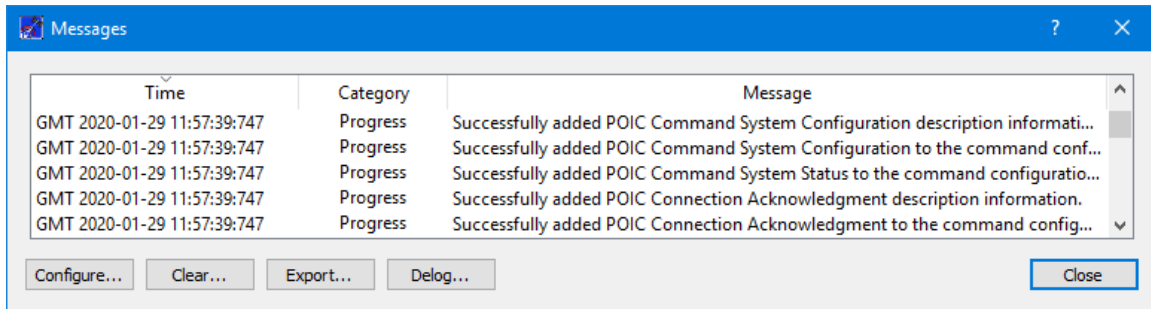 Messages
?
Time Category Message
GMT 2020-01-29 11:57:39:747 Progress Successfully added POIC Command System Configuration description informati...
GMT 2020-01-29 11:57:39:747 Progress Successfully added POIC Command System Configuration to the command conf...
GMT 2020-01-29 11:57:39:747 Progress Successfully added POIC Command System Status to the command configuratio...
GMT 2020-01-29 11:57:39:747 Progress Successfully added POIC Connection Acknowledgment description information.
GMT 2020-01-29 11:57:39:747 Progress Successfully added POIC Connection Acknowledgment to the command config...
Configure... Clear... Export... Delog... Close